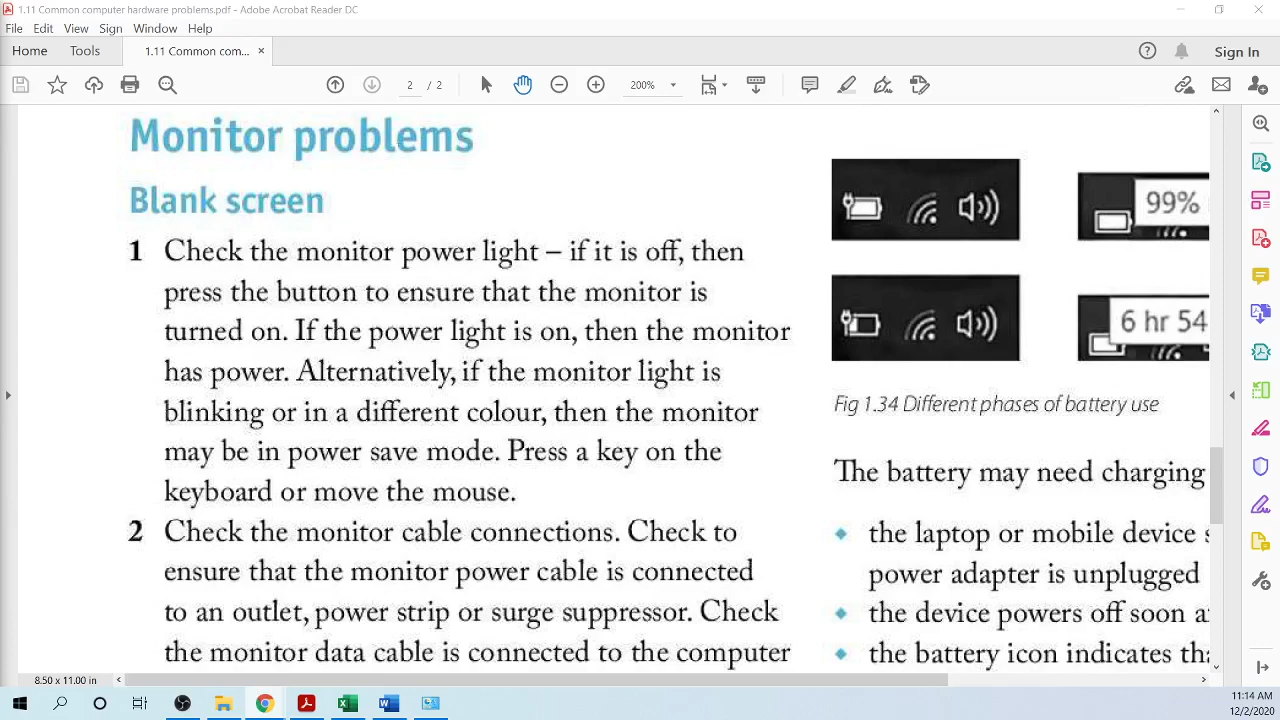 1.11 Common computer hardware problems.pdf - Adobe Acrobat Reader DC
File Edit View Sign Window Help
Home Tools 1.11 Common com... ×
Sign In
2 / 2
200%
Monitor problems
Blank screen
1 Check the monitor power light – if it is off, then
press the button to ensure that the monitor is
turned on. If the power light is on, then the monitor
has power. Alternatively, if the monitor light is
blinking or in a different colour, then the monitor
may be in power save mode. Press a key on the
keyboard or move the mouse.
2 Check the monitor cable connections. Check to
ensure that the monitor power cable is connected
to an outlet, power strip or surge suppressor. Check
the monitor data cable is connected to the computer
99%
6 hr 54
Fig 1.34 Different phases of battery use
The battery may need charging
the laptop or mobile device s
power adapter is unplugged
the device powers off soon a
the battery icon indicates tha
8.50 x 11.00 in
11:14 AM
12/2/2020